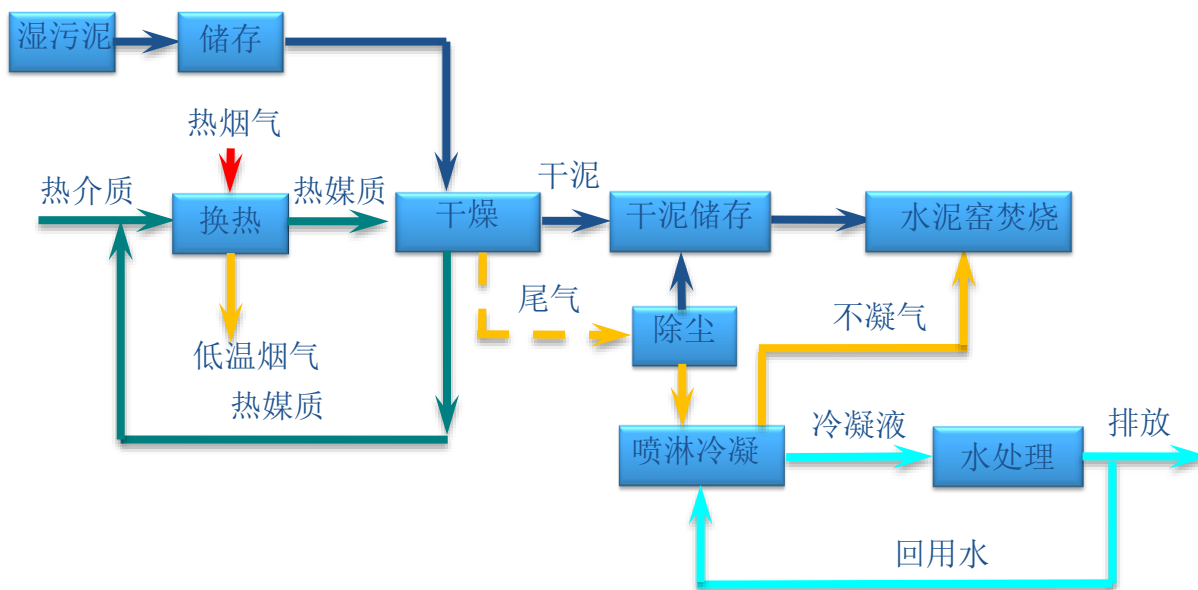 湿污泥
储存
热烟气
热介质
换热
热媒质
干燥
干泥
干泥储存
水泥窑焚烧
尾气
除尘
不凝气
低温烟气
热媒质
喷淋冷凝
冷凝液
水处理
排放
回用水